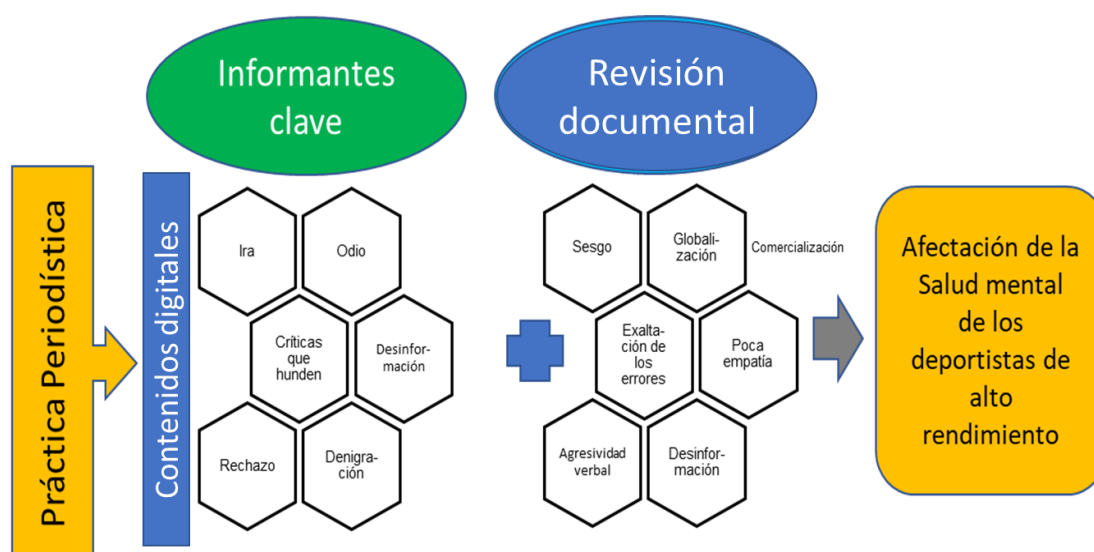 Informantes
clave
Revisión
documental
Práctica Periodística
Contenidos digitales
Ira
Odio
Críticas
que
hunden
Desinfor-
mación
Rechazo
Denigra-
ción
Sesgo
Globali-
zación
Comercialización
Exalta-
ción de
los
errores
Poca
empatía
Agresividad
verbal
Desinfor-
mación
Afectación de la
Salud mental
de los
deportistas de
alto
rendimiento